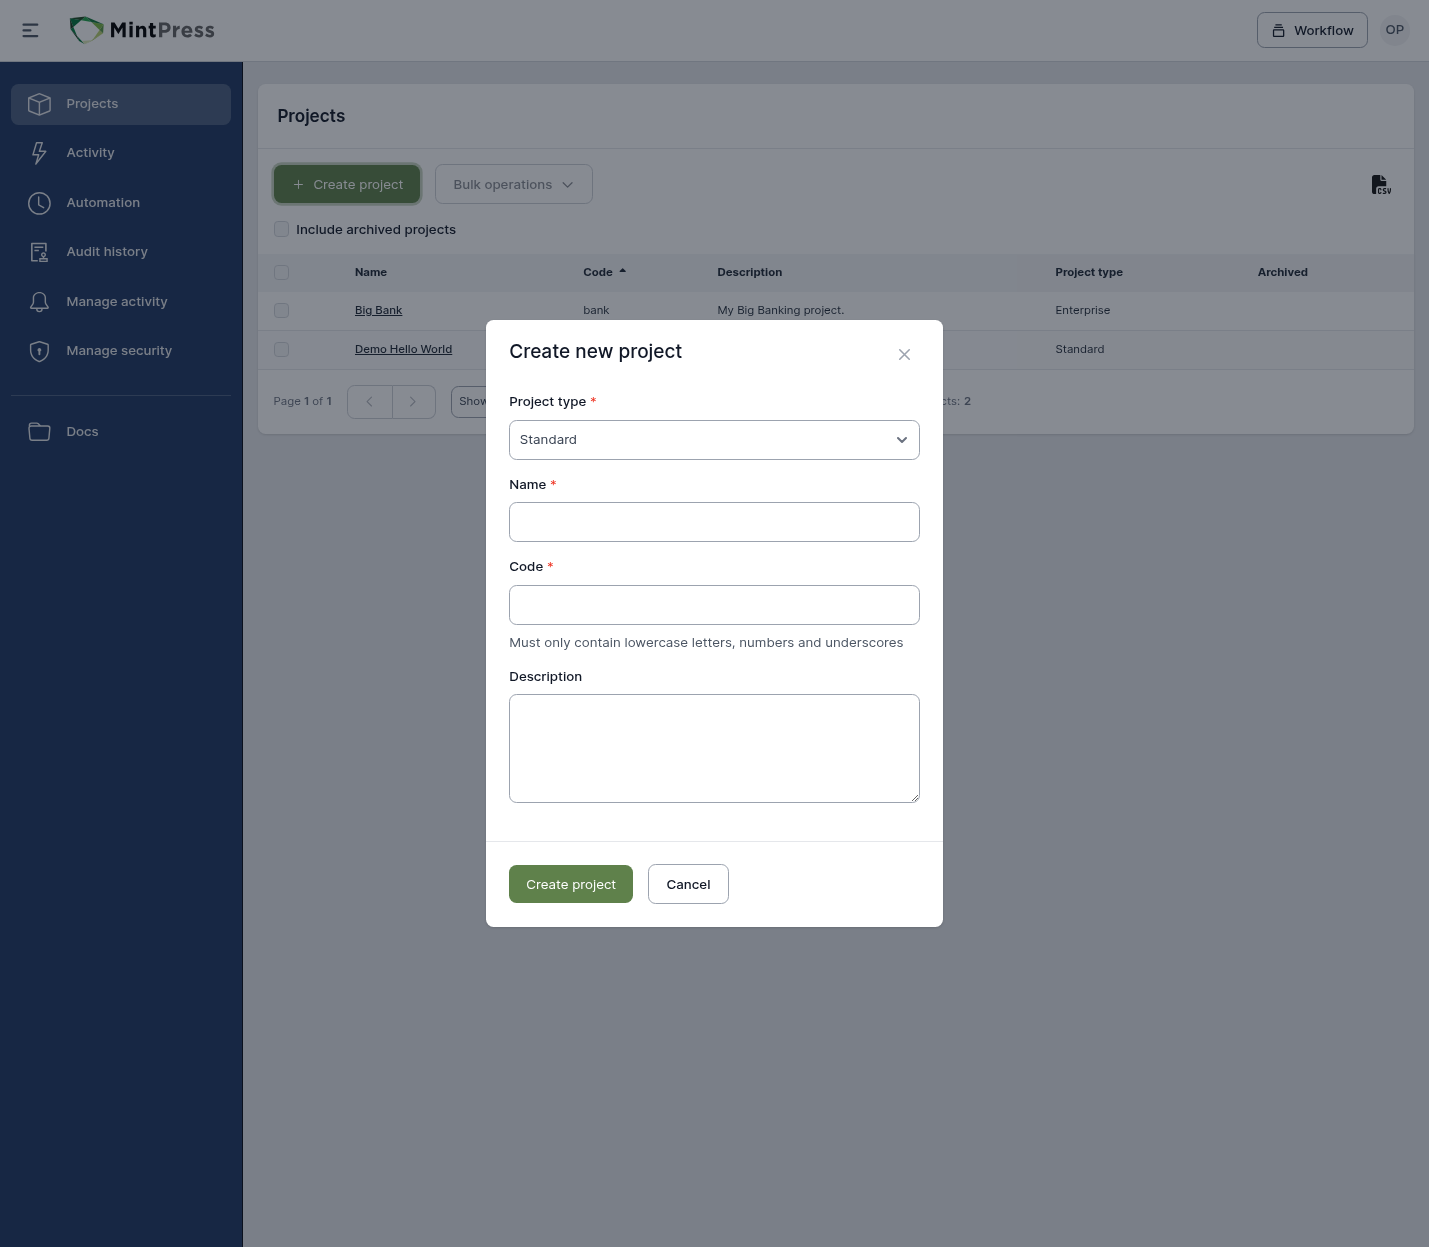 MintPress
Workflow
OP
Projects
Activity
Automation
Audit history
Manage activity
Manage security
Docs
Projects
Create project
Bulk operations
CSV
Include archived projects
Name Code Description Project type Archived
Big Bank bank My Big Banking project. Enterprise
Demo Hello World Standard
Page 1 of 1 Show cts: 2
Create new project
Project type *
Standard
Name *
Code *
Must only contain lowercase letters, numbers and underscores
Description
Create project Cancel